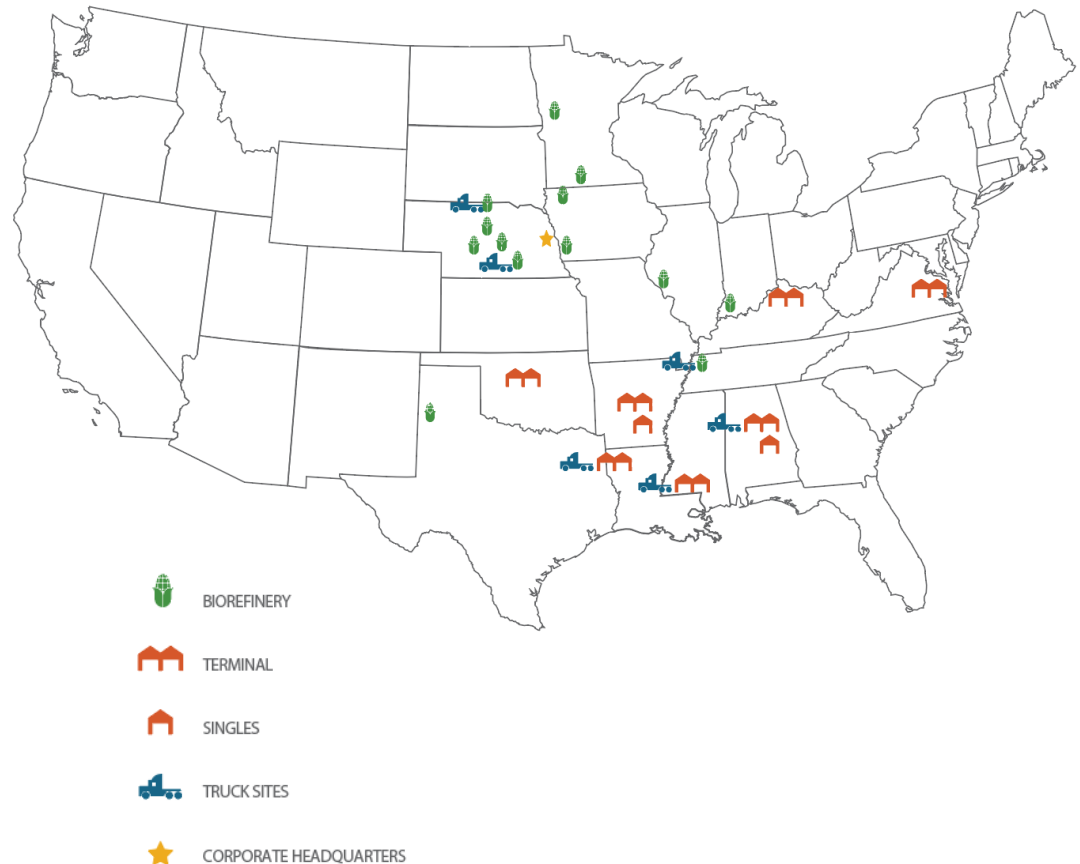 BIOREFINERY
TERMINAL
SINGLES
TRUCK SITES
CORPORATE HEADQUARTERS